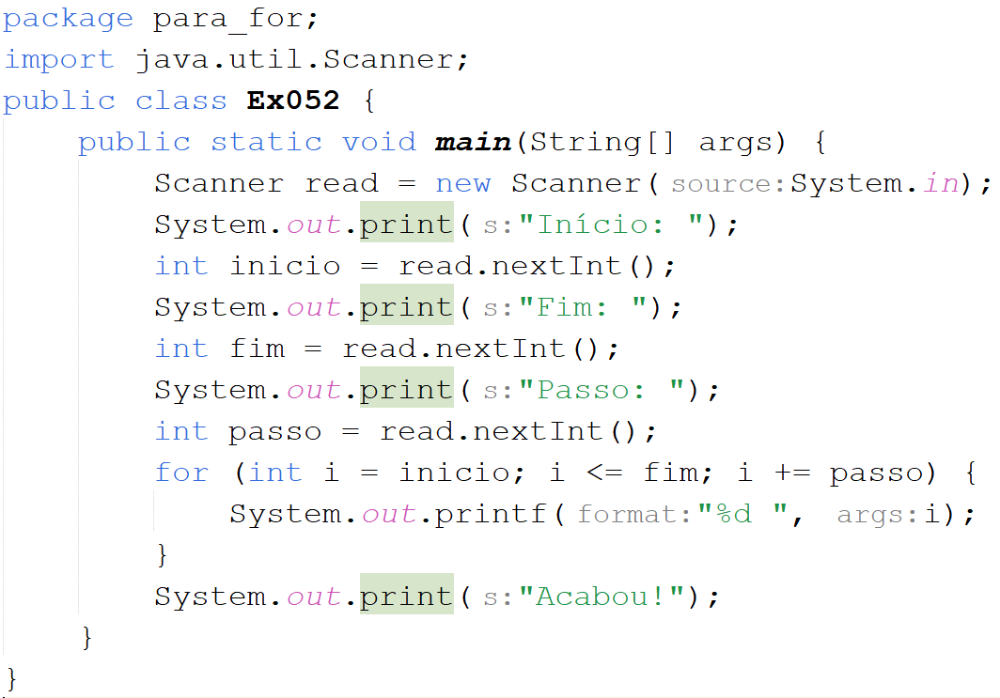 package para_for;
import java.util.Scanner;
public class Ex052 {
    public static void main(String[] args) {
        Scanner read = new Scanner( source:System.in);
        System.out.print( s:"Início: ");
        int inicio = read.nextInt();
        System.out.print( s:"Fim: ");
        int fim = read.nextInt();
        System.out.print( s:"Passo: ");
        int passo = read.nextInt();
        for (int i = inicio; i <= fim; i += passo) {
            System.out.printf( format:"%d ", args:i);
        }
        System.out.print( s:"Acabou!");
    }
}